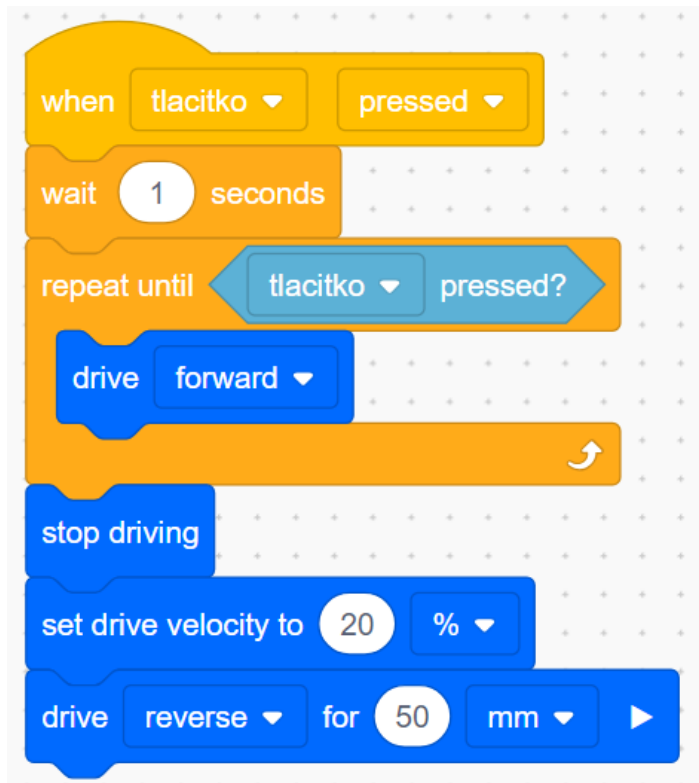 when tlacitko pressed
wait 1 seconds
repeat until tlacitko pressed?
drive forward
stop driving
set drive velocity to 20 %
drive reverse for 50 mm